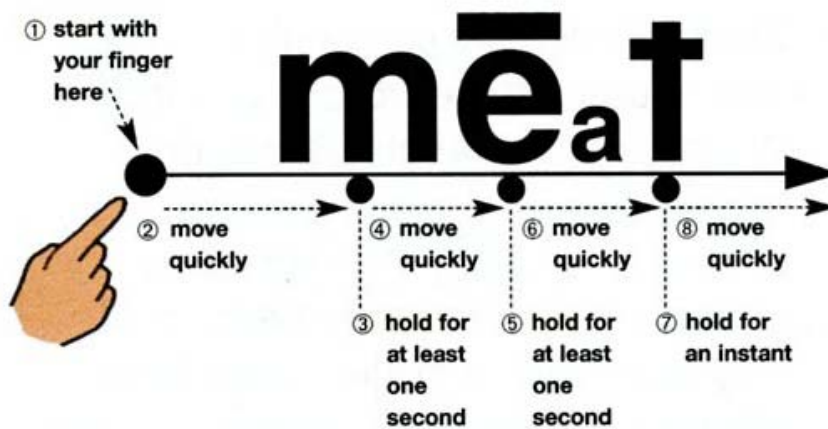 ① start with
your finger
here
mēat
② move
quickly
④ move
quickly
⑥ move
quickly
⑧ move
quickly
③ hold for
at least
one
second
⑤ hold for
at least
one
second
⑦ hold for
an instant